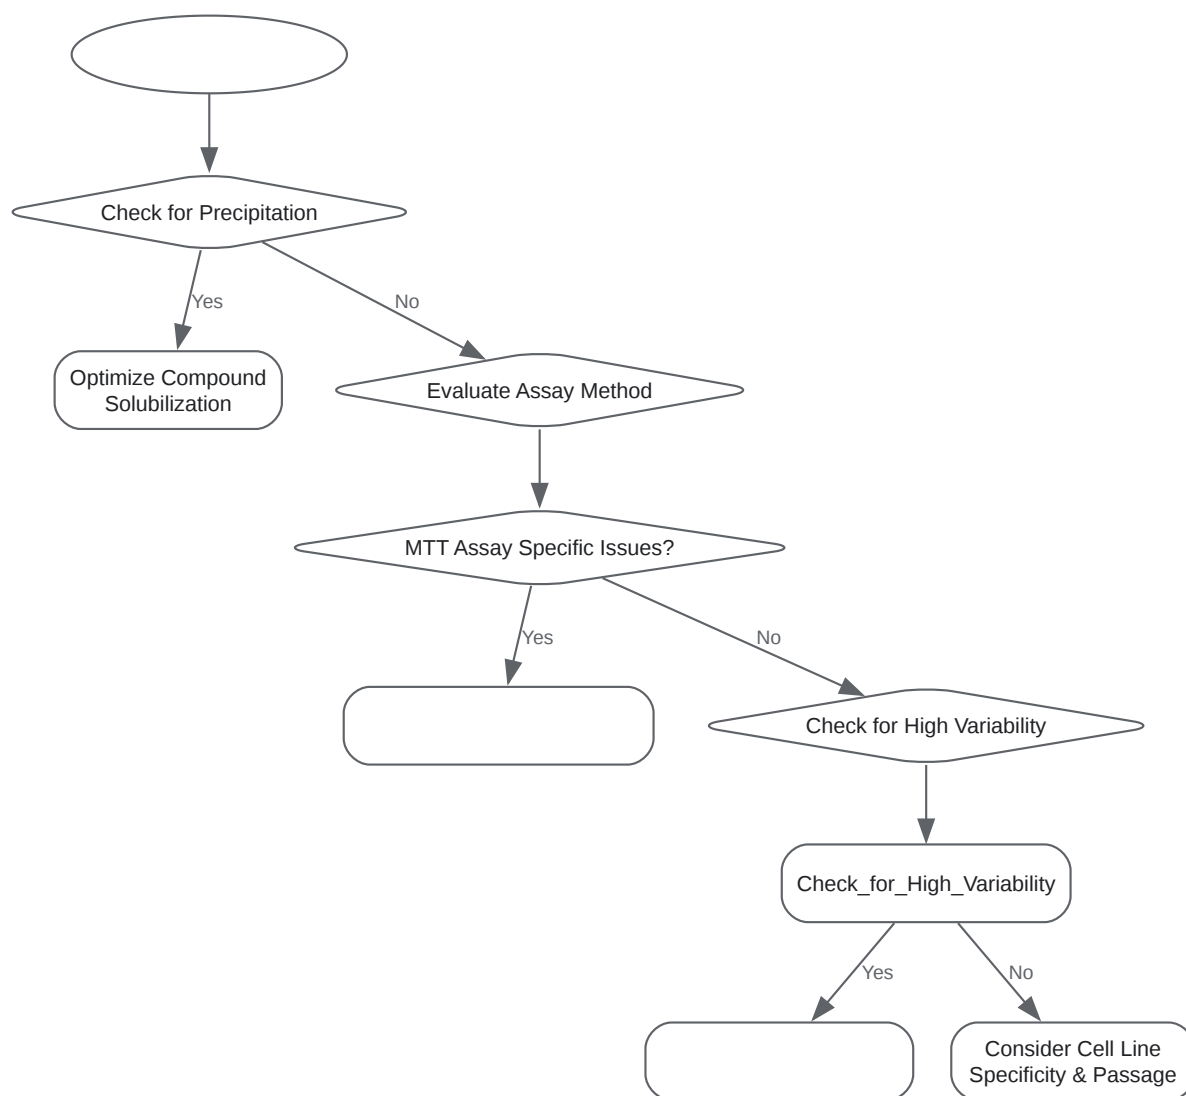 Check for Precipitation
Yes
No
Optimize Compound
Solubilization
Evaluate Assay Method
MTT Assay Specific Issues?
Yes
No
Check for High Variability
Check_for_High_Variability
Yes
No
Consider Cell Line
Specificity & Passage